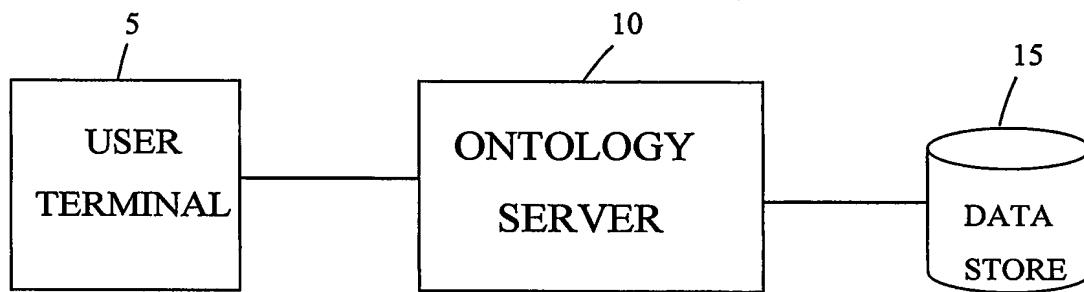 5
10
15
USER
TERMINAL
ONTOLOGY
SERVER
DATA
STORE